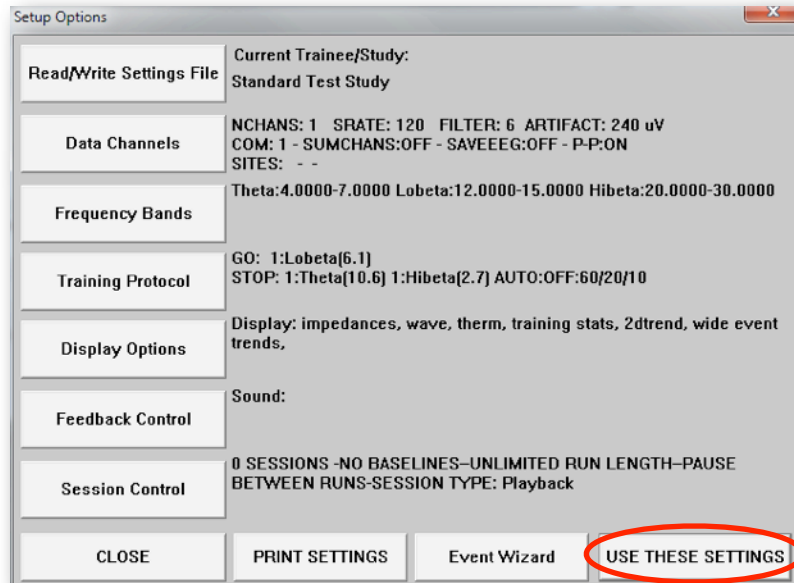 Setup Options
X
Read/Write Settings File
Current Trainee/Study:
Standard Test Study
Data Channels
NCHANS: 1 SRATE: 120 FILTER: 6 ARTIFACT: 240 uV
COM: 1 - SUMCHANS:OFF - SAVEEEG:OFF - P-P:ON
SITES: - -
Frequency Bands
Theta:4.0000-7.0000 Lobeta:12.0000-15.0000 Hibeta:20.0000-30.0000
Training Protocol
GO: 1:Lobeta(6.1)
STOP: 1:Theta(10.6) 1:Hibeta(2.7) AUTO:OFF:60/20/10
Display Options
Display: impedances, wave, therm, training stats, 2dtrend, wide event
trends,
Feedback Control
Sound:
Session Control
0 SESSIONS -NO BASELINES--UNLIMITED RUN LENGTH--PAUSE
BETWEEN RUNS-SESSION TYPE: Playback
CLOSE
PRINT SETTINGS
Event Wizard
USE THESE SETTINGS